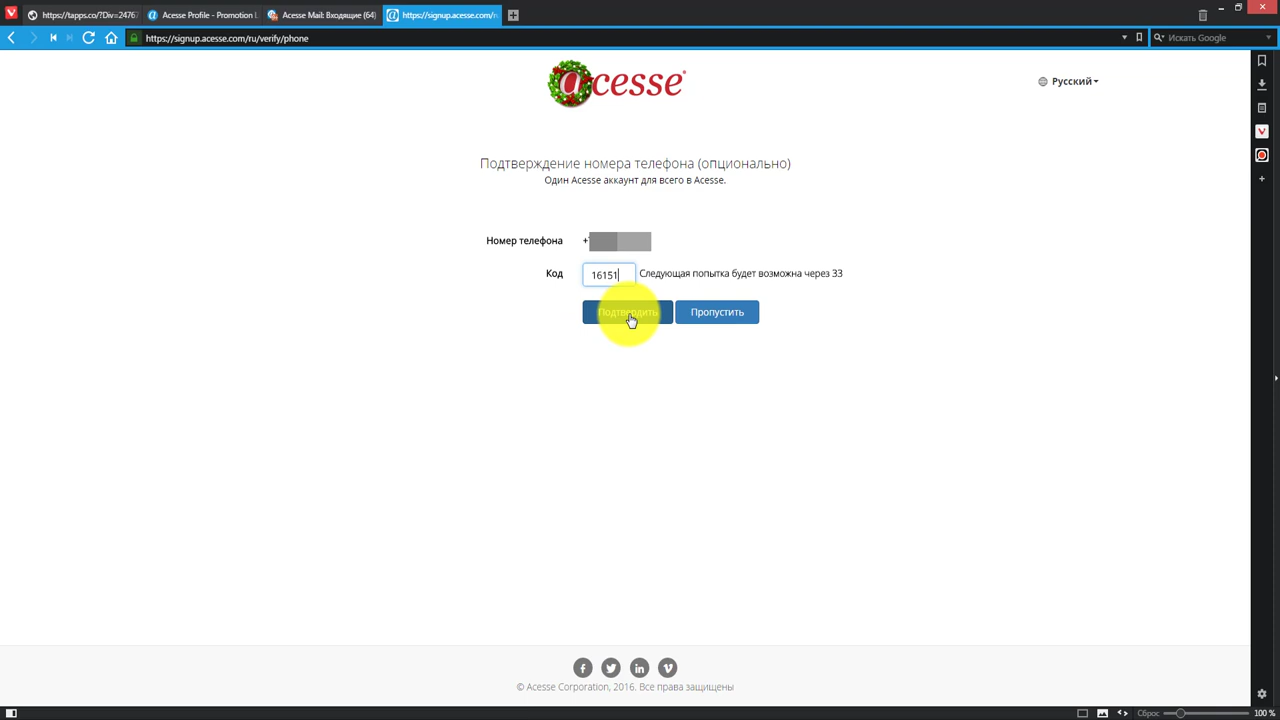 https://tapps.co/?Div=2476
Acesse Profile - Promotion I
Acesse Mail: Входящие (64)
https://signup.acesse.com/r
https://signup.acesse.com/ru/verify/phone
Искать Google
acesse
Русский
Подтверждение номера телефона (опционально)
Один Acesse аккаунт для всего в Acesse.
Номер телефона +
Код 16151 Следующая попытка будет возможна через 33
Подтвердить Пропустить
© Acesse Corporation, 2016. Все права защищены
Сброс 100 %